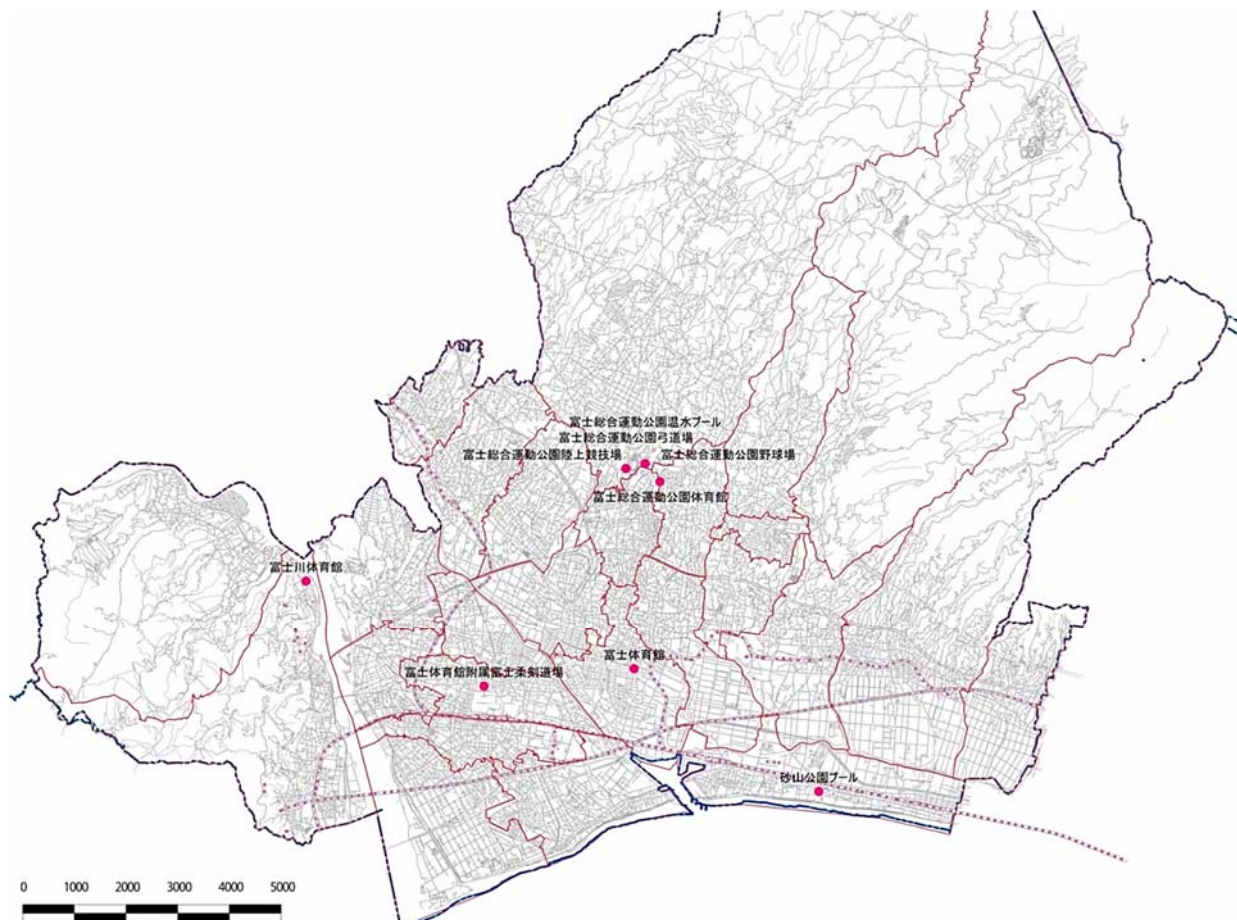 富士総合運動公園温水プール
富士総合運動公園弓道場
富士総合運動公園陸上競技場
富士総合運動公園野球場
富士総合運動公園体育館
富士川体育館
富士体育館
富士体育館附属富士柔剣道場
砂山公園プール
0 1000 2000 3000 4000 5000